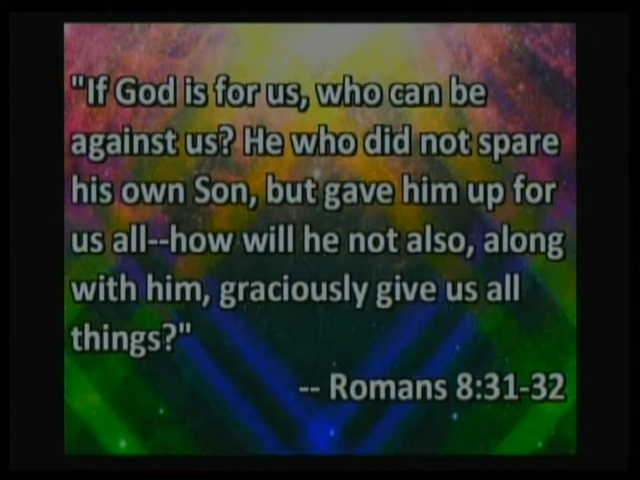 "If God is for us, who can be
against us? He who did not spare
his own Son, but gave him up for
us all--how will he not also, along
with him, graciously give us all
things?"
-- Romans 8:31-32